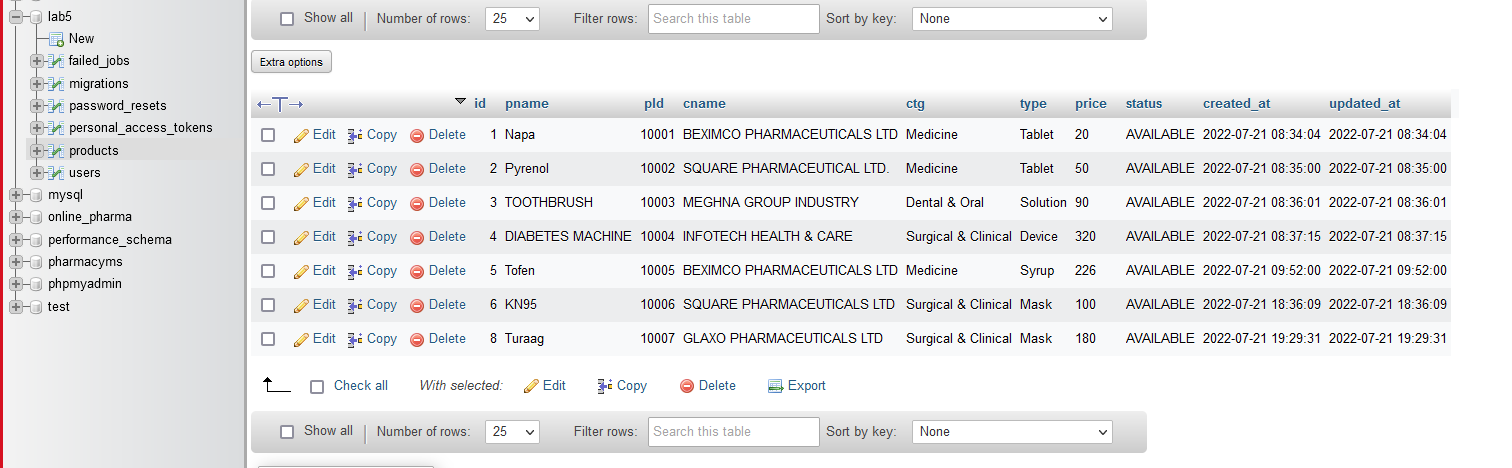 lab5
New
failed_jobs
migrations
password_resets
personal_access_tokens
products
users
mysql
online_pharma
performance_schema
pharmacyms
phpmyadmin
test
Show all Number of rows: 25 Filter rows: Search this table Sort by key: None
Extra options
id pname pId cname ctg type price status created_at updated_at
Edit Copy Delete 1 Napa 10001 BEXIMCO PHARMACEUTICALS LTD Medicine Tablet 20 AVAILABLE 2022-07-21 08:34:04 2022-07-21 08:34:04
Edit Copy Delete 2 Pyrenol 10002 SQUARE PHARMACEUTICAL LTD. Medicine Tablet 50 AVAILABLE 2022-07-21 08:35:00 2022-07-21 08:35:00
Edit Copy Delete 3 TOOTHBRUSH 10003 MEGHNA GROUP INDUSTRY Dental & Oral Solution 90 AVAILABLE 2022-07-21 08:36:01 2022-07-21 08:36:01
Edit Copy Delete 4 DIABETES MACHINE 10004 INFOTECH HEALTH & CARE Surgical & Clinical Device 320 AVAILABLE 2022-07-21 08:37:15 2022-07-21 08:37:15
Edit Copy Delete 5 Tofen 10005 BEXIMCO PHARMACEUTICALS LTD Medicine Syrup 226 AVAILABLE 2022-07-21 09:52:00 2022-07-21 09:52:00
Edit Copy Delete 6 KN95 10006 SQUARE PHARMACEUTICALS LTD Surgical & Clinical Mask 100 AVAILABLE 2022-07-21 18:36:09 2022-07-21 18:36:09
Edit Copy Delete 8 Turaag 10007 GLAXO PHARMACEUTICALS LTD Surgical & Clinical Mask 180 AVAILABLE 2022-07-21 19:29:31 2022-07-21 19:29:31
Check all With selected: Edit Copy Delete Export
Show all Number of rows: 25 Filter rows: Search this table Sort by key: None